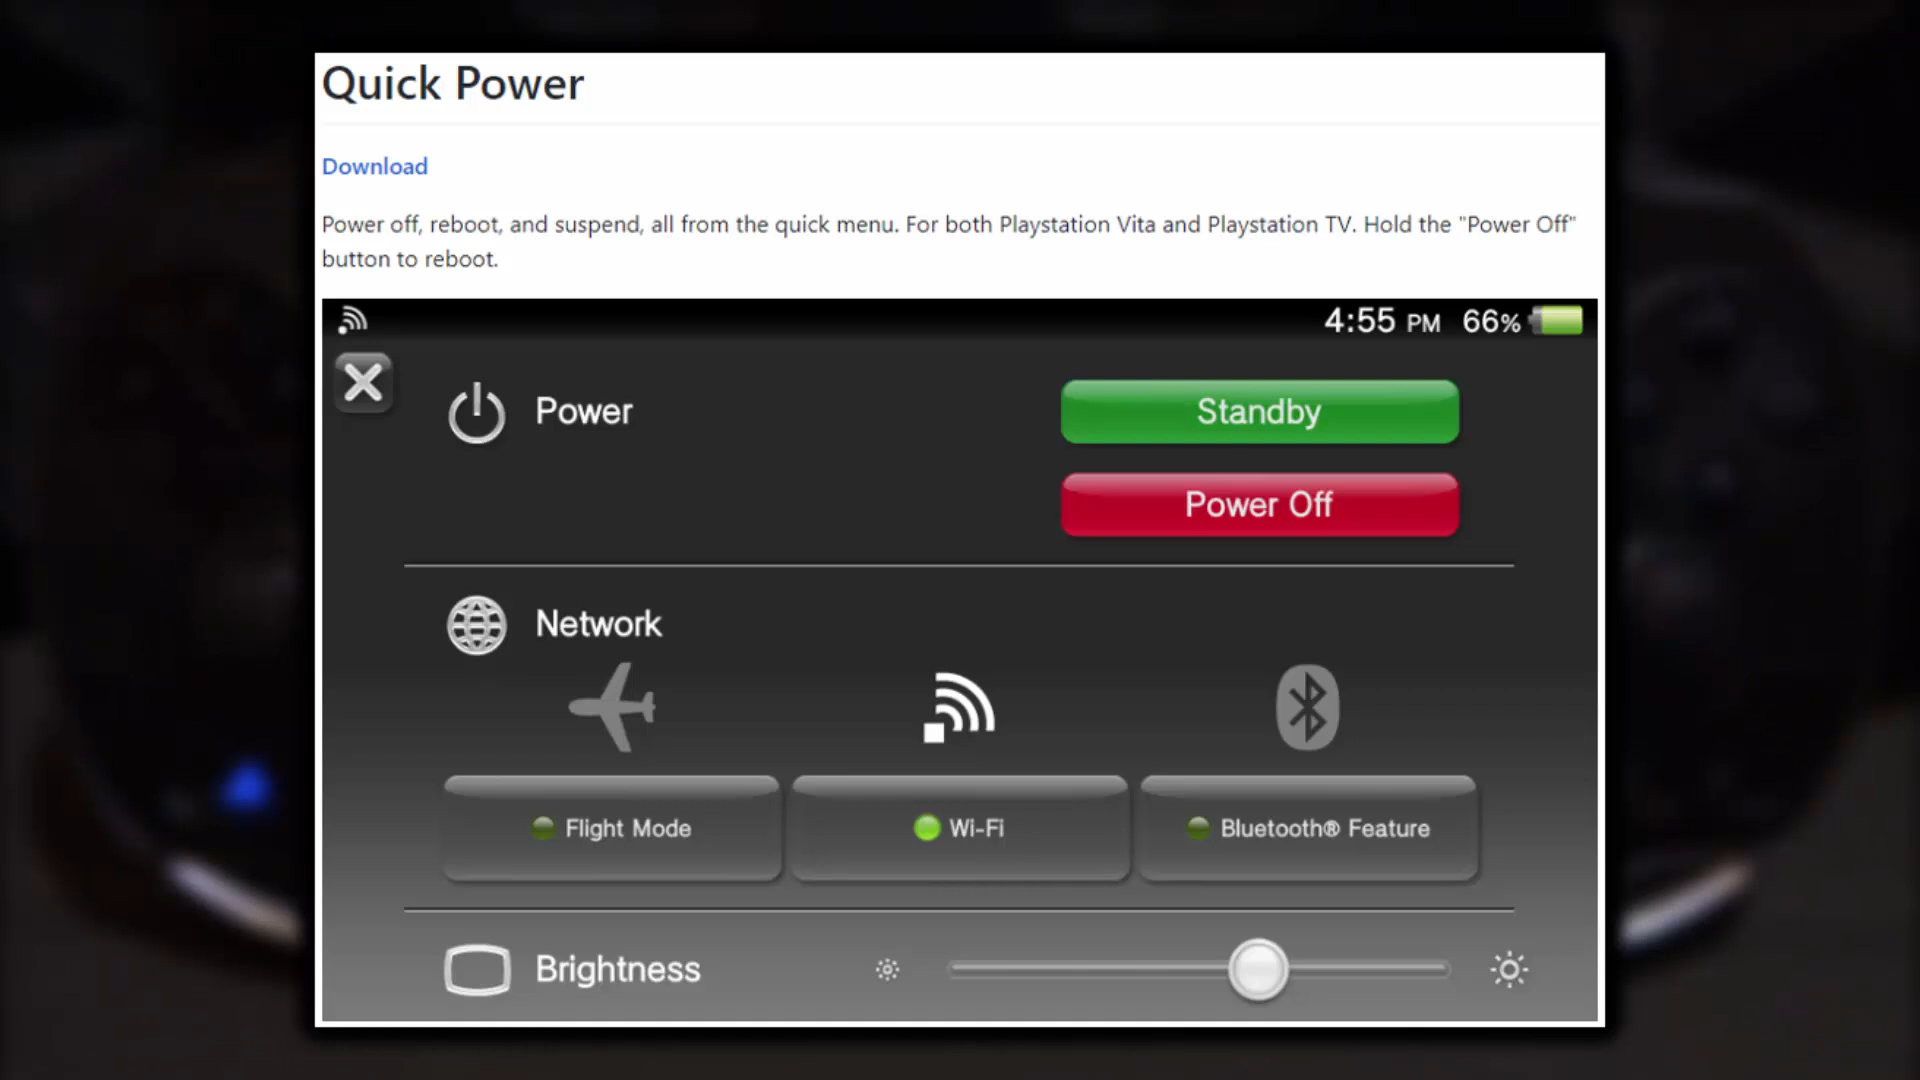 Quick Power
Download
Power off, reboot, and suspend, all from the quick menu. For both Playstation Vita and Playstation TV. Hold the "Power Off"
button to reboot.
4:55 PM 66%
Power
Standby
Power Off
Network
Flight Mode
Wi-Fi
Bluetooth® Feature
Brightness